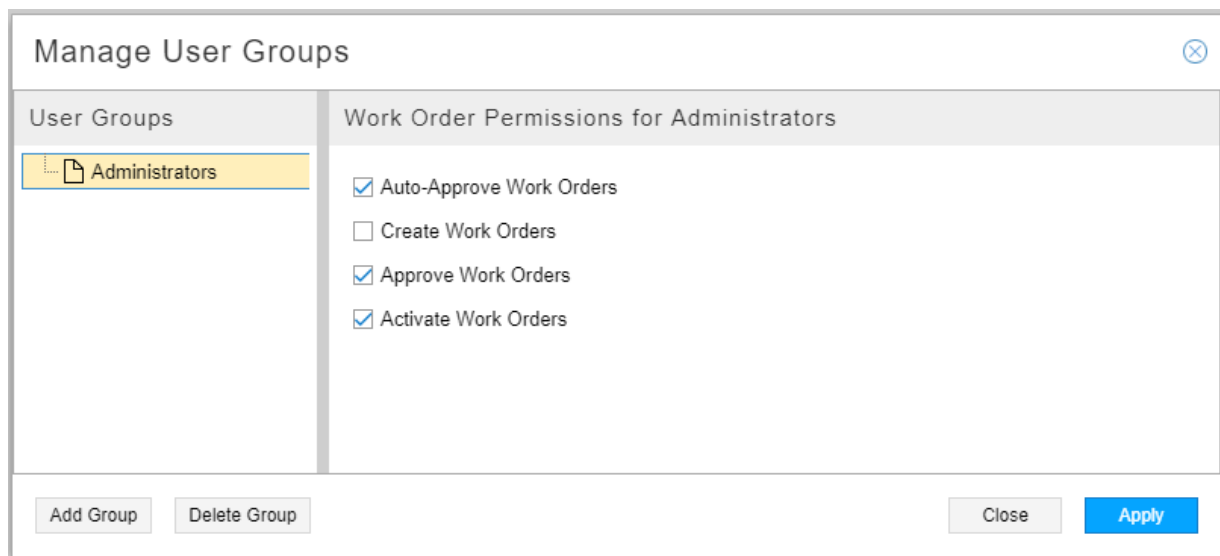 Manage User Groups
User Groups
Work Order Permissions for Administrators
Administrators
Auto-Approve Work Orders
Create Work Orders
Approve Work Orders
Activate Work Orders
Add Group
Delete Group
Close
Apply